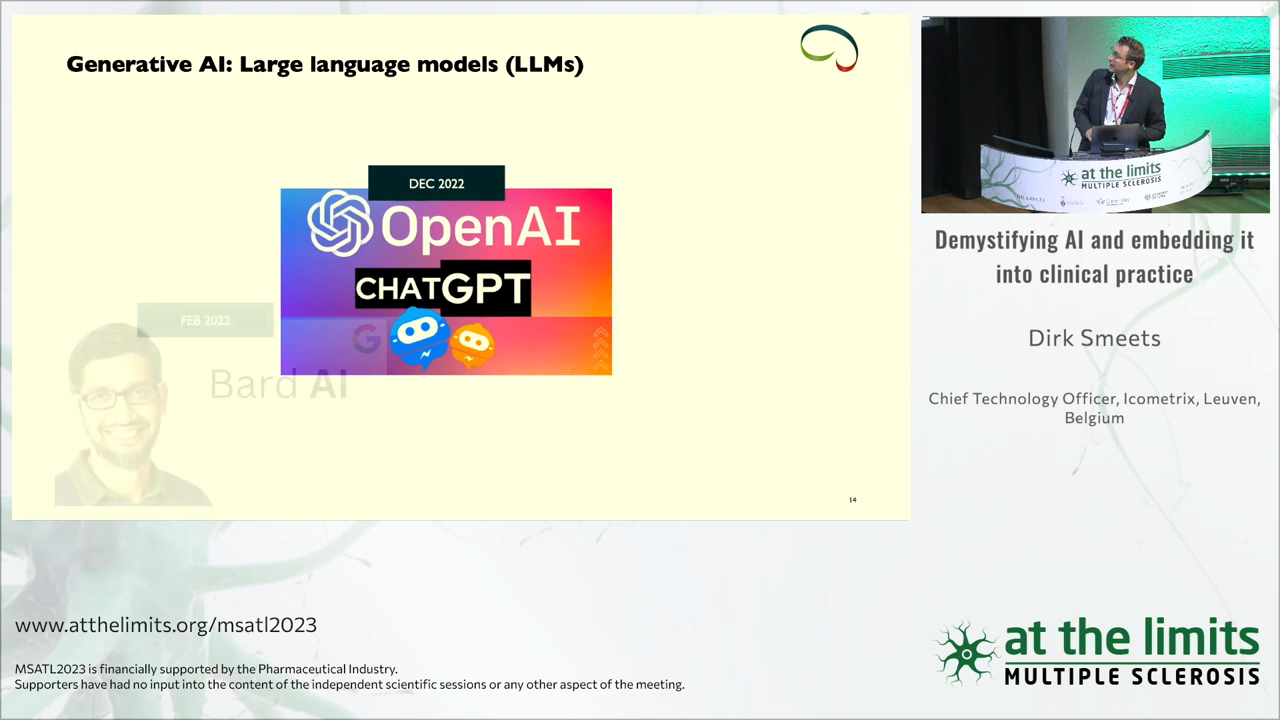 Generative AI: Large language models (LLMs)
DEC 2022
OpenAI
CHATGPT
FEB 2022
G
Bard AI
14
at the limits
MULTIPLE SCLEROSIS
Demystifying AI and embedding it
into clinical practice
Dirk Smeets
Chief Technology Officer, Icometrix, Leuven,
Belgium
www.atthelimits.org/msatl2023
MSATL2023 is financially supported by the Pharmaceutical Industry.
Supporters have had no input into the content of the independent scientific sessions or any other aspect of the meeting.
at the limits
MULTIPLE SCLEROSIS